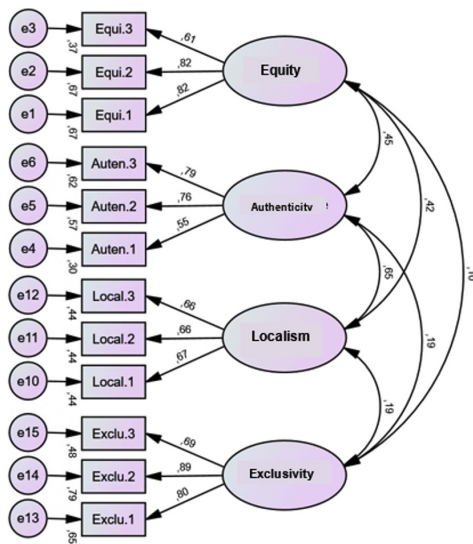 e3 Equi.3 ,61
,37
e2 Equi.2 ,82 Equity
,67
e1 Equi.1 ,82
,67
,45
e6 Auten.3 ,79
,62
e5 Auten.2 ,76 Authenticity
,57
,42
e4 Auten.1 ,55
,30
,65
e12 Local.3 ,66
,44
e11 Local.2 ,66 Localism
,44
,19
e10 Local.1 ,67
,44
,19
e15 Exclu.3 ,69
,48
e14 Exclu.2 ,89 Exclusivity
,79
e13 Exclu.1 ,80
,65